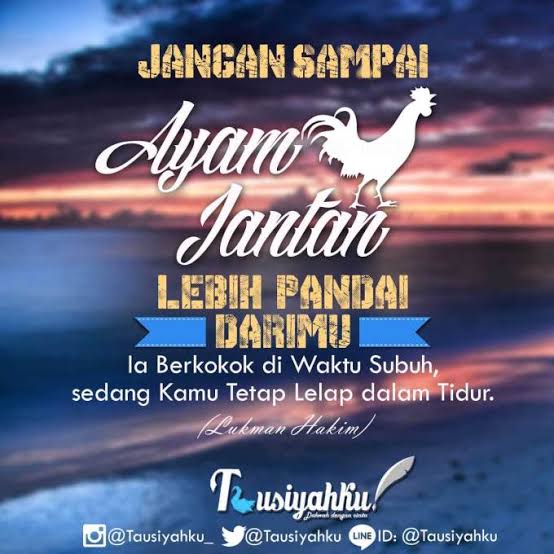 JANGAN SAMPAI
Ayam
Jantan
LEBIH PANDAI
DARIMU
Ia Berkokok di Waktu Subuh,
sedang Kamu Tetap Lelap dalam Tidur.
(Lukman Hakim)
Tausiyahku!
Dakwah dengan cinta
@Tausiyahku_ @Tausiyahku LINE ID: @Tausiyahku